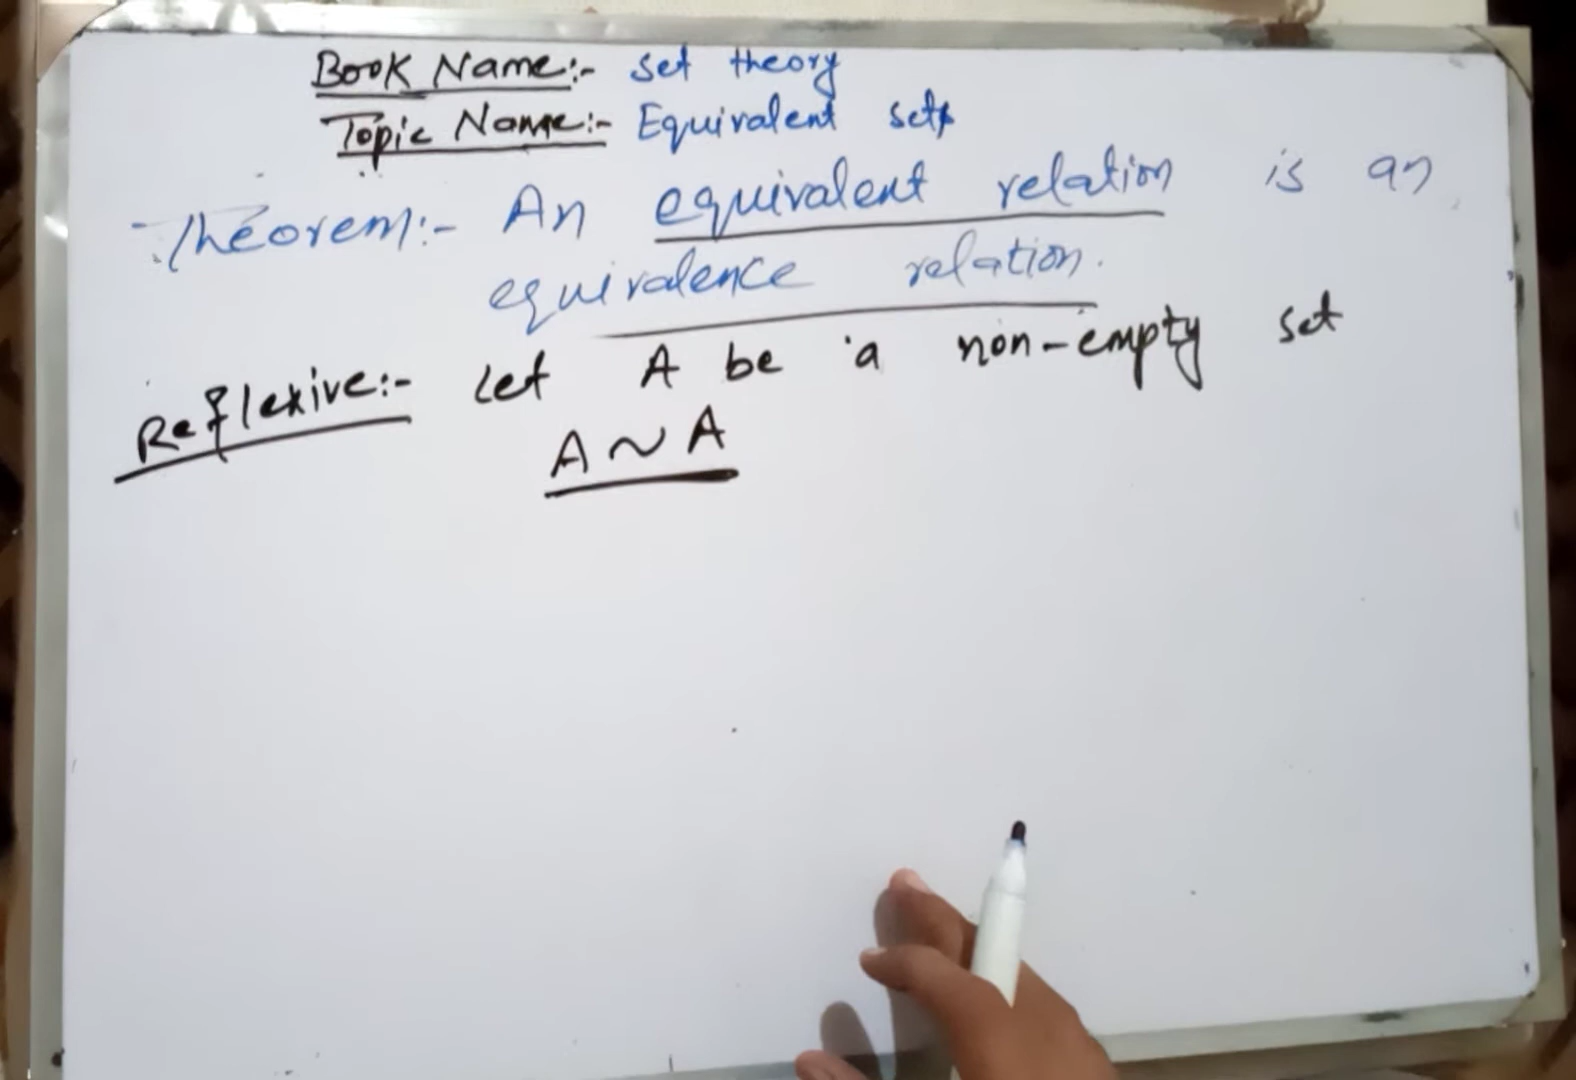 Book Name:- Set theory
Topic Name:- Equivalent sets
Theorem:- An equivalent relation is an
equivalence relation.
Reflexive:- Let A be a non-empty set
A ~ A